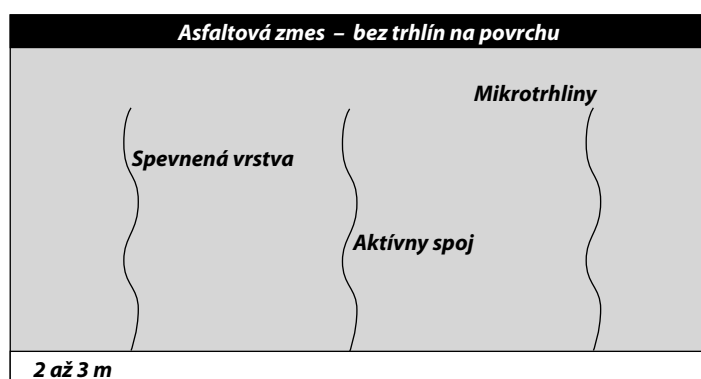 Asfaltová zmes – bez trhlín na povrchu
Mikrotrhliny
Spevnená vrstva
Aktívny spoj
2 až 3 m